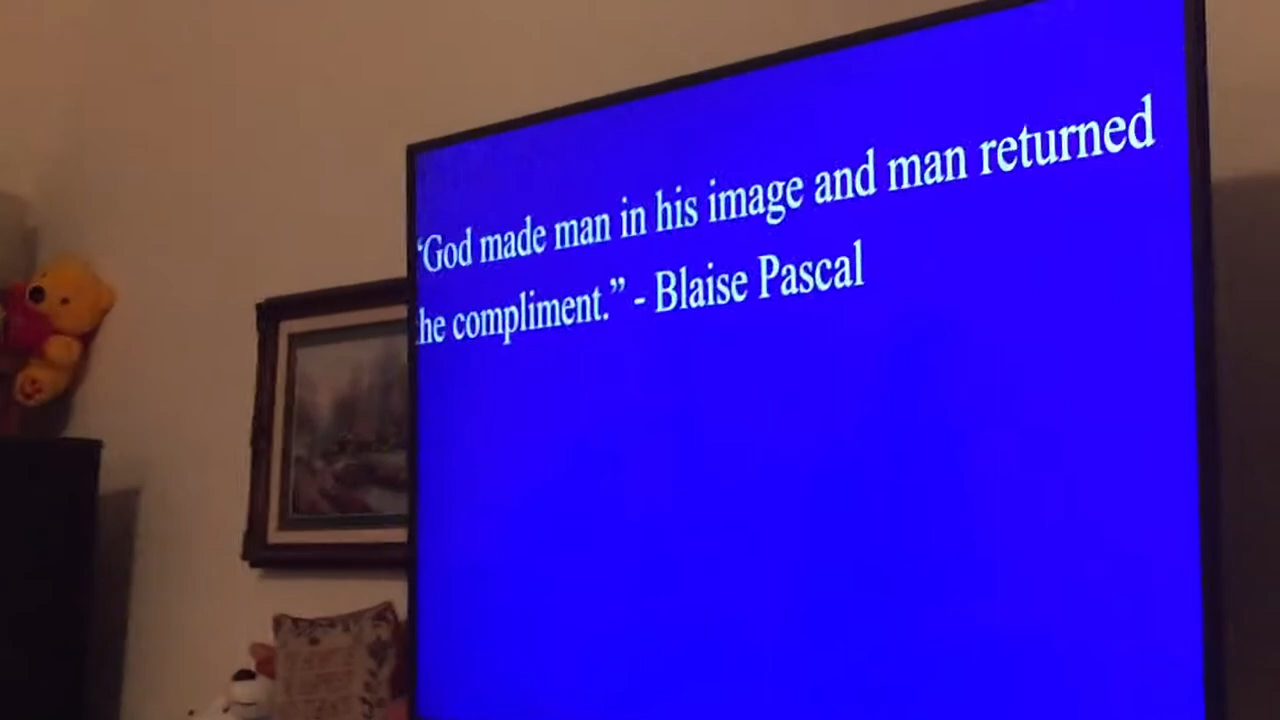 “God made man in his image and man returned
he compliment.” - Blaise Pascal